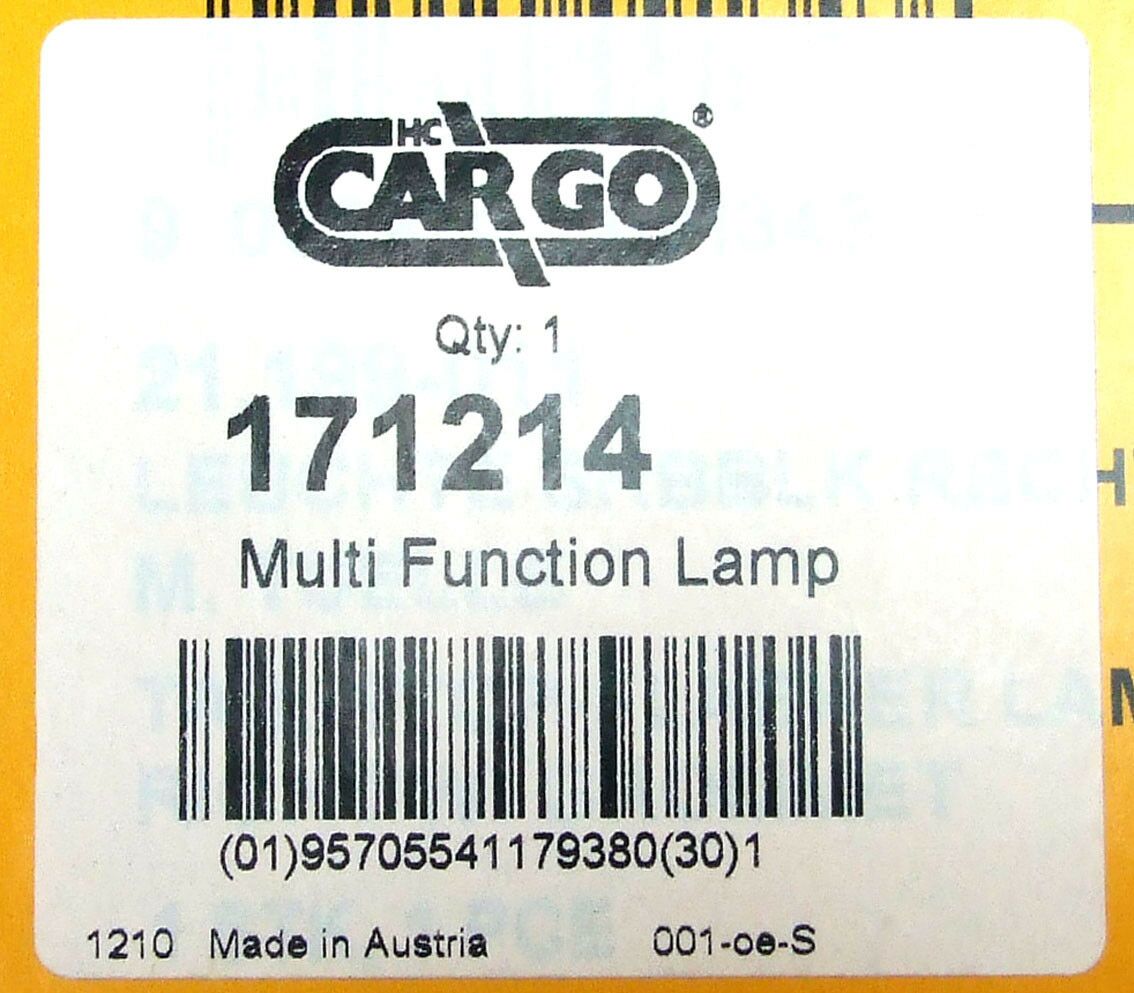 HC
CARGO®
Qty: 1
171214
Multi Function Lamp
(01)95705541179380(30)1
1210 Made in Austria 001-oe-S